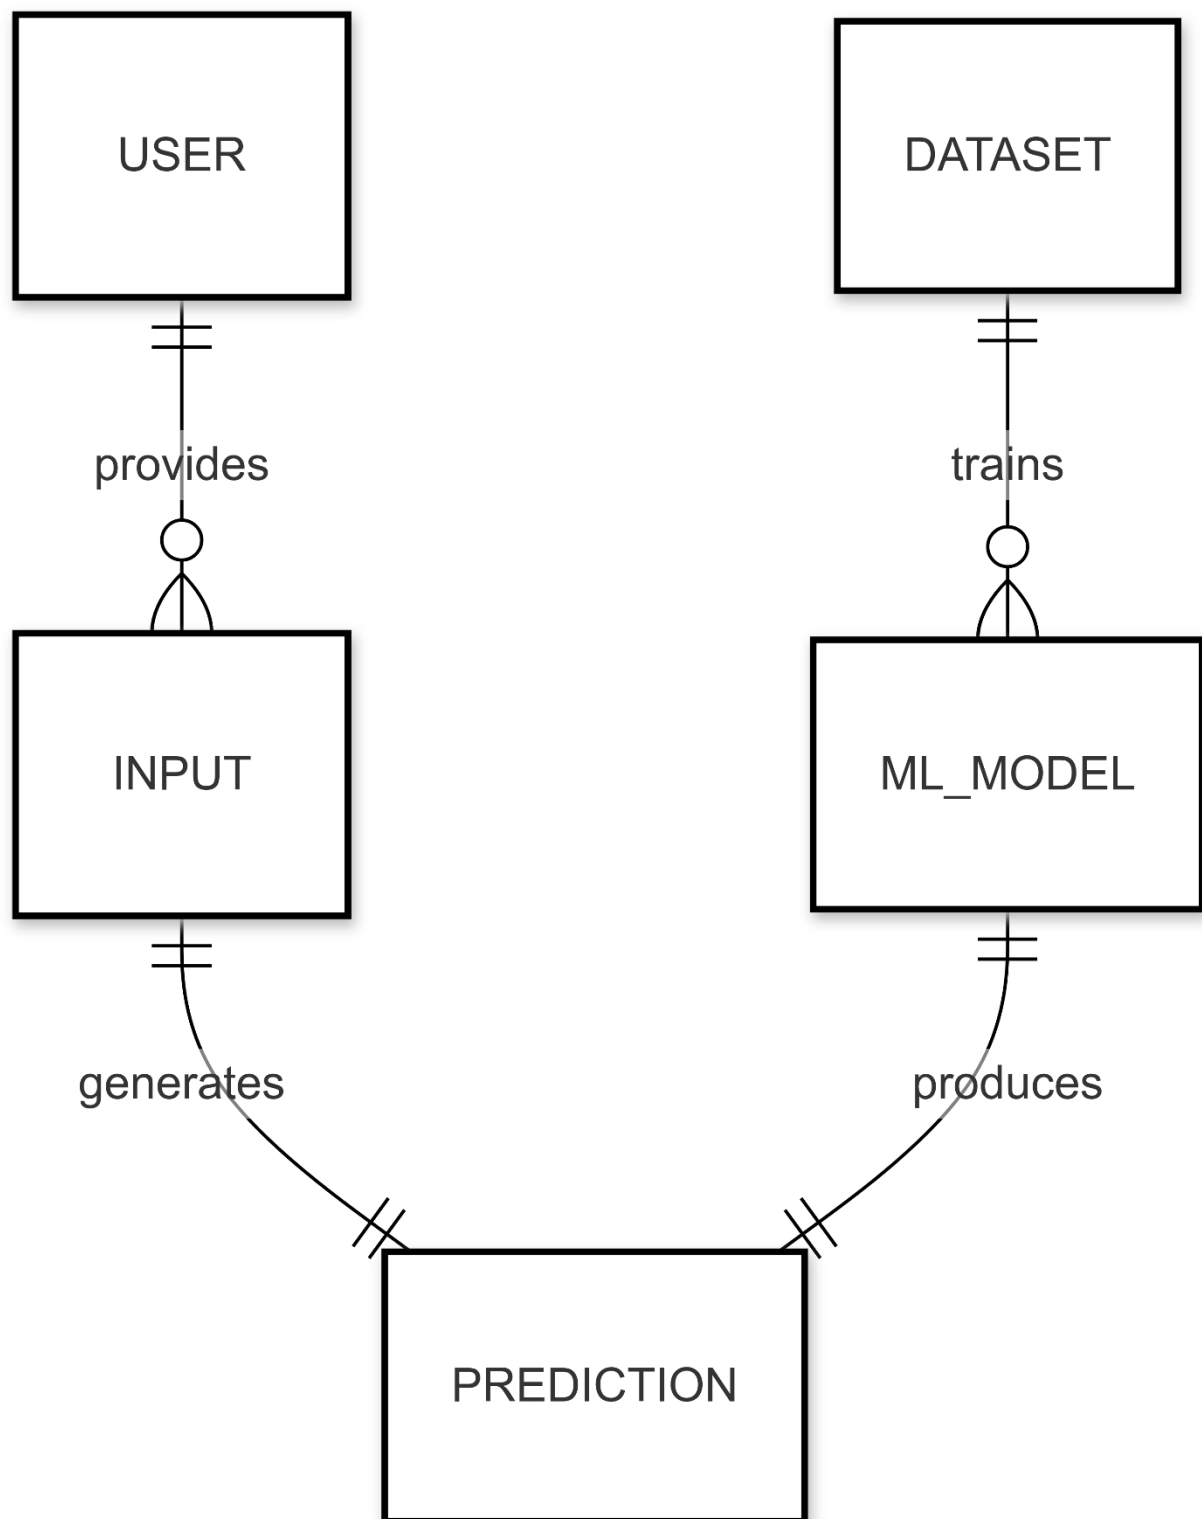 USER
DATASET
provides
trains
INPUT
ML_MODEL
generates
produces
PREDICTION